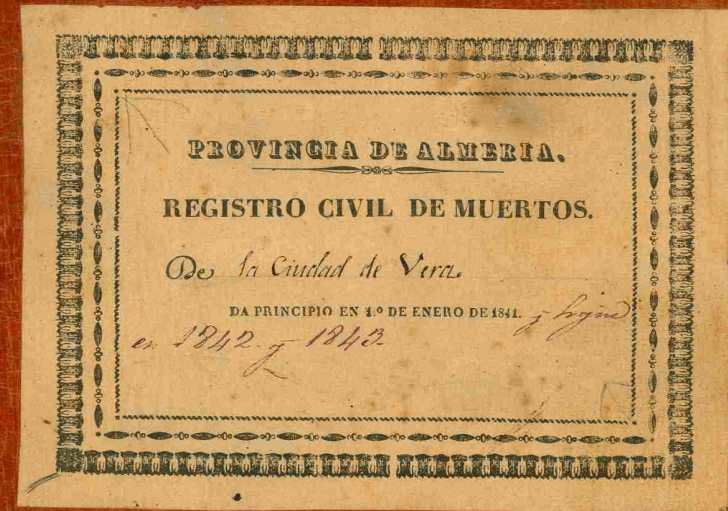 PROVINCIA DE ALMERIA.
REGISTRO CIVIL DE MUERTOS.
De la Ciudad de Vera
DA PRINCIPIO EN 1.º DE ENERO DE 1841. y sigue
en 1842. y 1843.